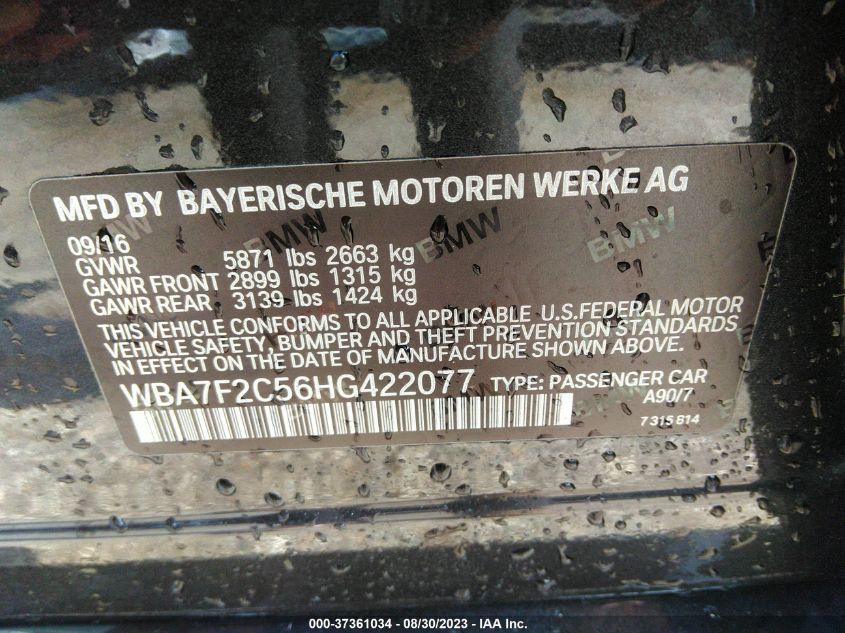 MFD BY BAYERISCHE MOTOREN WERKE AG
09/16
GVWR 5871 lbs 2663 kg
GAWR FRONT 2899 lbs 1315 kg
GAWR REAR 3139 lbs 1424 kg
THIS VEHICLE CONFORMS TO ALL APPLICABLE U.S.FEDERAL MOTOR
VEHICLE SAFETY, BUMPER AND THEFT PREVENTION STANDARDS
IN EFFECT ON THE DATE OF MANUFACTURE SHOWN ABOVE.
WBA7F2C56HG422077 TYPE: PASSENGER CAR
A90/7
7 315 814
BMW
BMW
000-37361034 - 08/30/2023 - IAA Inc.